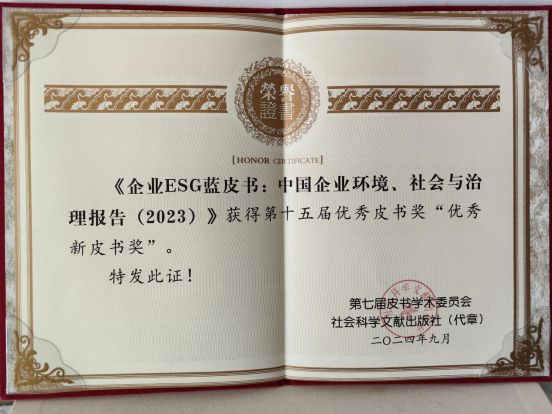 榮譽
證書
[HONOR CERTIFICATE]
《企业ESG蓝皮书：中国企业环境、社会与治
理报告（2023）》获得第十五届优秀皮书奖“优秀
新皮书奖”。
特发此证！
第七届皮书学术委员会
社会科学文献出版社（代章）
二〇二四年九月